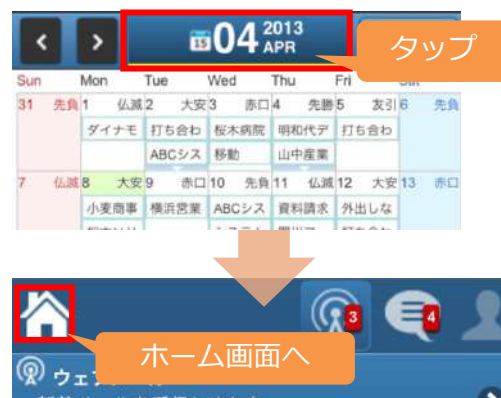 15 04 2013 APR
タップ
Sun Mon Tue Wed Thu Fri
31 先負 1 仏滅 2 大安 3 赤口 4 先勝 5 友引 6 先負
ダイナモ 打ち合わ 桜木病院 明和代デ 打ち合わ
ABCシス 移動 山中産業
7 仏滅 8 大安 9 赤口 10 先負 11 仏滅 12 大安 13 赤口
小麦商事 横浜営業 ABCシス 資料請求 外出しな
3 4
ホーム画面へ
ウェ